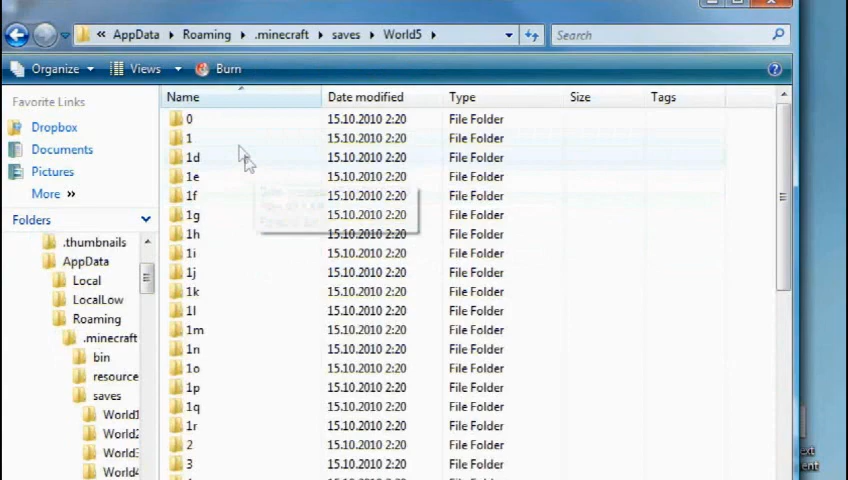 « AppData Roaming .minecraft saves World5 Search
Organize Views Burn
Favorite Links
Dropbox
Documents
Pictures
More »
Folders
.thumbnails
AppData
Local
LocalLow
Roaming
.minecraft
bin
resource
saves
World1
World2
World3
World4
Name Date modified Type Size Tags
0 15.10.2010 2:20 File Folder
1 15.10.2010 2:20 File Folder
1d 15.10.2010 2:20 File Folder
1e 15.10.2010 2:20 File Folder
1f 15.10.2010 2:20 File Folder
1g 15.10.2010 2:20 File Folder
1h 15.10.2010 2:20 File Folder
1i 15.10.2010 2:20 File Folder
1j 15.10.2010 2:20 File Folder
1k 15.10.2010 2:20 File Folder
1l 15.10.2010 2:20 File Folder
1m 15.10.2010 2:20 File Folder
1n 15.10.2010 2:20 File Folder
1o 15.10.2010 2:20 File Folder
1p 15.10.2010 2:20 File Folder
1q 15.10.2010 2:20 File Folder
1r 15.10.2010 2:20 File Folder
2 15.10.2010 2:20 File Folder
3 15.10.2010 2:20 File Folder